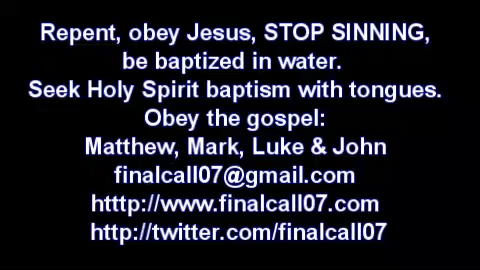 Repent, obey Jesus, STOP SINNING,
be baptized in water.
Seek Holy Spirit baptism with tongues.
Obey the gospel:
Matthew, Mark, Luke & John
finalcall07@gmail.com
htttp://www.finalcall07.com
http://twitter.com/finalcall07